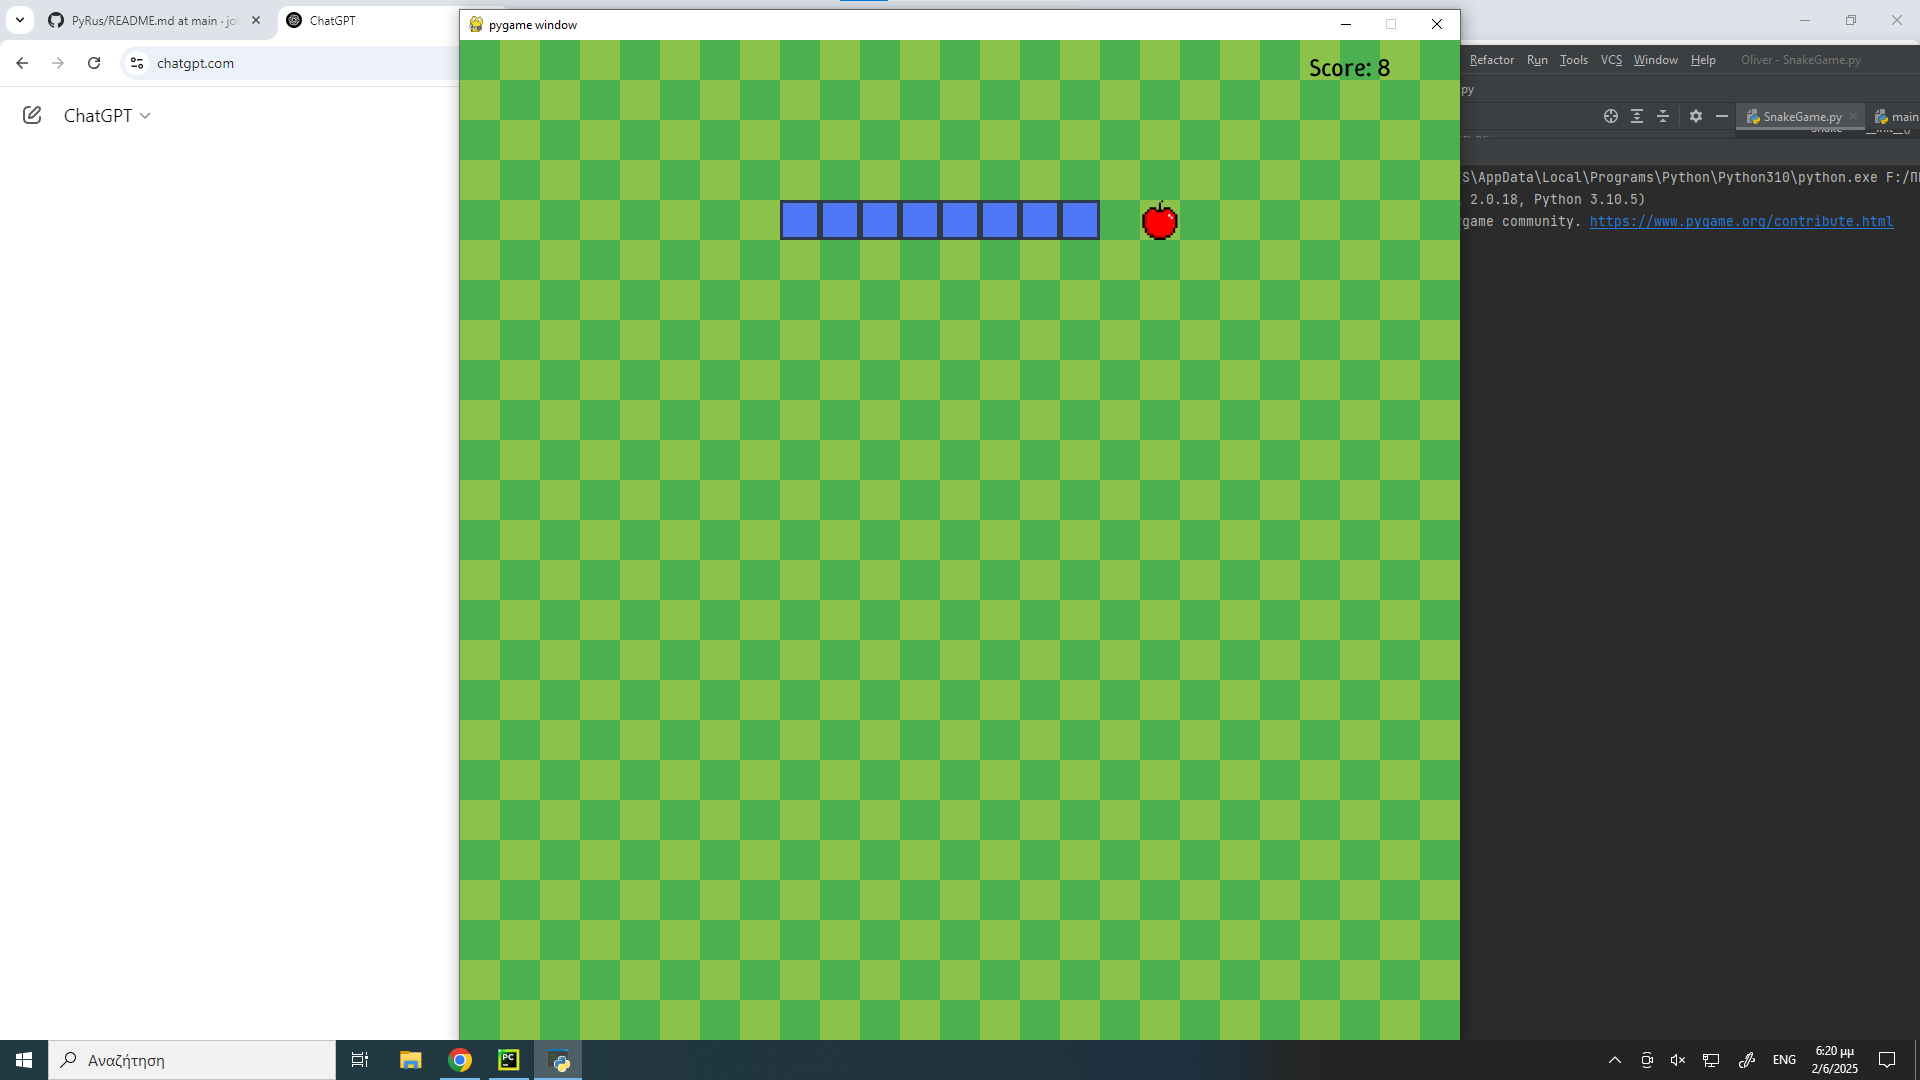 PyRus/README.md at main · jo
ChatGPT
pygame window
chatgpt.com
ChatGPT
Score: 8
Refactor Run Tools VCS Window Help Oliver - SnakeGame.py
py
SnakeGame.py main
S\AppData\Local\Programs\Python\Python310\python.exe F:/
2.0.18, Python 3.10.5)
game community. https://www.pygame.org/contribute.html
Αναζήτηση
PC
ENG
6:20 μμ
2/6/2025